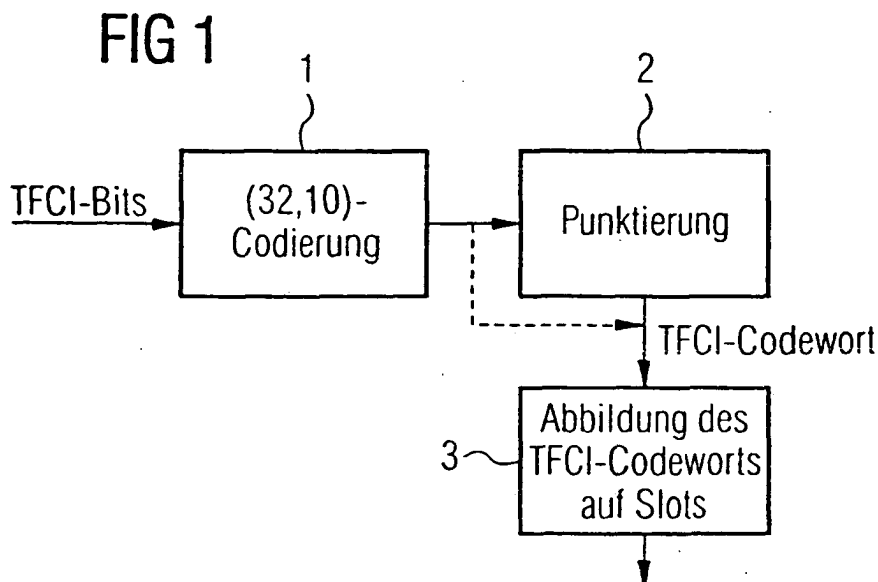 FIG 1
1
2
TFCI-Bits
(32,10)-
Codierung
Punktierung
TFCI-Codewort
3
Abbildung des
TFCI-Codeworts
auf Slots